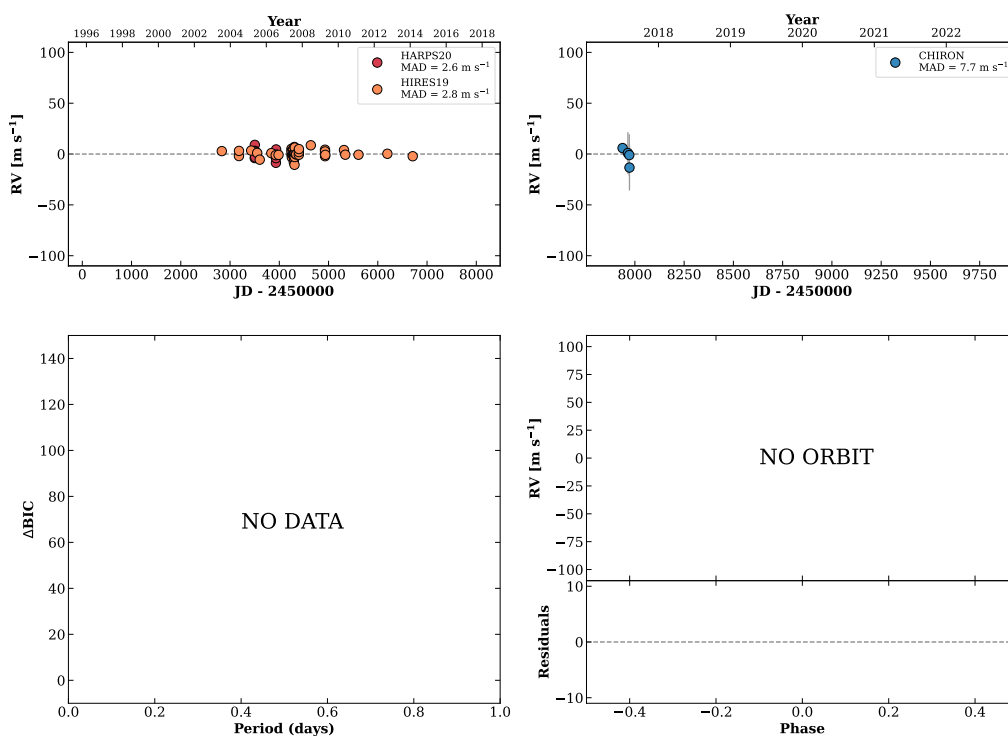 Year
1996 1998 2000 2002 2004 2006 2008 2010 2012 2014 2016 2018
HARPS20
MAD = 2.6 m s⁻¹
HIRES19
MAD = 2.8 m s⁻¹
RV [m s⁻¹]
100
50
0
−50
−100
0 1000 2000 3000 4000 5000 6000 7000 8000
JD - 2450000
Year
2018 2019 2020 2021 2022
CHIRON
MAD = 7.7 m s⁻¹
RV [m s⁻¹]
100
50
0
−50
−100
8000 8250 8500 8750 9000 9250 9500 9750
JD - 2450000
ΔBIC
140
120
100
80
60
40
20
0
NO DATA
0.0 0.2 0.4 0.6 0.8 1.0
Period (days)
RV [m s⁻¹]
100
75
50
25
0
−25
−50
−75
−100
NO ORBIT
Residuals
10
0
−10
−0.4 −0.2 0.0 0.2 0.4
Phase